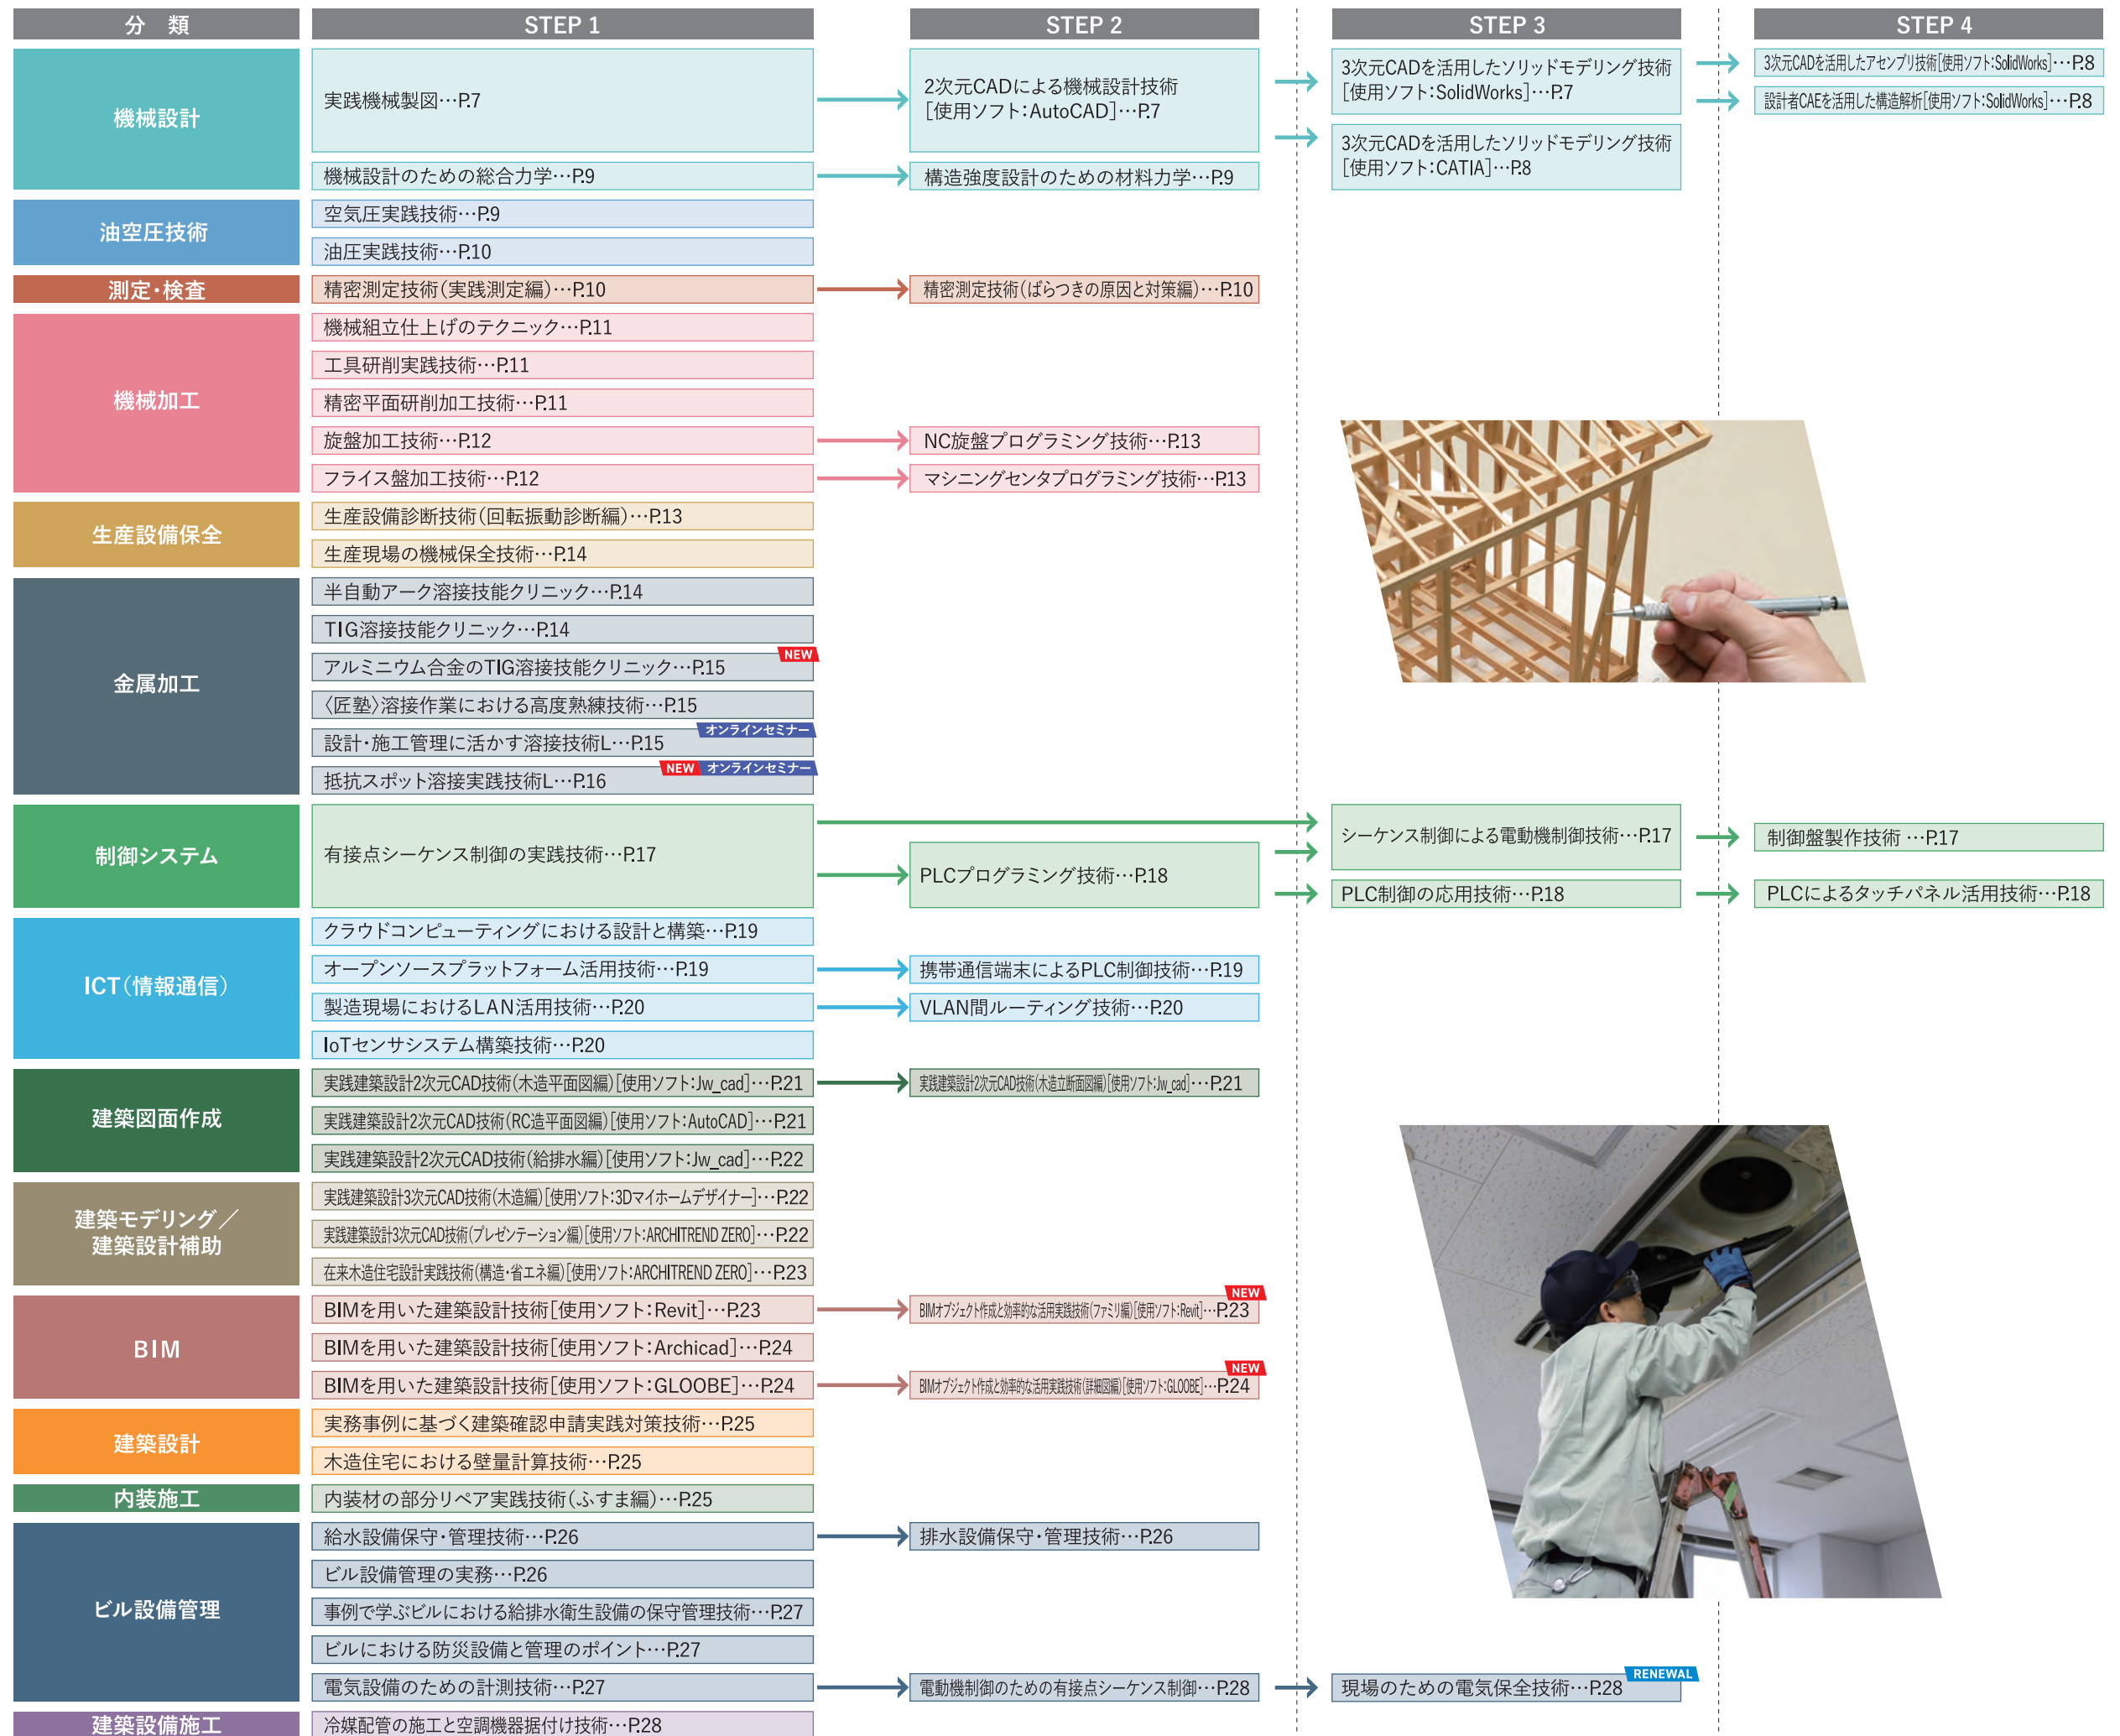 分　類
STEP 1
STEP 2
STEP 3
STEP 4
機械設計
実践機械製図…P.7
2次元CADによる機械設計技術
[使用ソフト：AutoCAD]…P.7
3次元CADを活用したソリッドモデリング技術
[使用ソフト：SolidWorks]…P.7
3次元CADを活用したアセンブリ技術[使用ソフト：SolidWorks]…P.8
設計者CAEを活用した構造解析[使用ソフト：SolidWorks]…P.8
3次元CADを活用したソリッドモデリング技術
[使用ソフト：CATIA]…P.8
機械設計のための総合力学…P.9
構造強度設計のための材料力学…P.9
油空圧技術
空気圧実践技術…P.9
油圧実践技術…P.10
測定・検査
精密測定技術（実践測定編）…P.10
精密測定技術（ばらつきの原因と対策編）…P.10
機械加工
機械組立仕上げのテクニック…P.11
工具研削実践技術…P.11
精密平面研削加工技術…P.11
旋盤加工技術…P.12
NC旋盤プログラミング技術…P.13
フライス盤加工技術…P.12
マシニングセンタプログラミング技術…P.13
生産設備保全
生産設備診断技術（回転振動診断編）…P.13
生産現場の機械保全技術…P.14
金属加工
半自動アーク溶接技能クリニック…P.14
TIG溶接技能クリニック…P.14
NEW
アルミニウム合金のTIG溶接技能クリニック…P.15
〈匠塾〉溶接作業における高度熟練技術…P.15
オンラインセミナー
設計・施工管理に活かす溶接技術L…P.15
NEW オンラインセミナー
抵抗スポット溶接実践技術L…P.16
制御システム
有接点シーケンス制御の実践技術…P.17
PLCプログラミング技術…P.18
シーケンス制御による電動機制御技術…P.17
制御盤製作技術 …P.17
PLC制御の応用技術…P.18
PLCによるタッチパネル活用技術…P.18
ICT（情報通信）
クラウドコンピューティングにおける設計と構築…P.19
オープンソースプラットフォーム活用技術…P.19
携帯通信端末によるPLC制御技術…P.19
製造現場におけるLAN活用技術…P.20
VLAN間ルーティング技術…P.20
IoTセンサシステム構築技術…P.20
建築図面作成
実践建築設計2次元CAD技術（木造平面図編）[使用ソフト：Jw_cad]…P.21
実践建築設計2次元CAD技術（木造立断面図編）[使用ソフト：Jw_cad]…P.21
実践建築設計2次元CAD技術（RC造平面図編）[使用ソフト：AutoCAD]…P.21
実践建築設計2次元CAD技術（給排水編）[使用ソフト：Jw_cad]…P.22
建築モデリング／
建築設計補助
実践建築設計3次元CAD技術（木造編）[使用ソフト：3Dマイホームデザイナー]…P.22
実践建築設計3次元CAD技術（プレゼンテーション編）[使用ソフト：ARCHITREND ZERO]…P.22
在来木造住宅設計実践技術（構造・省エネ編）[使用ソフト：ARCHITREND ZERO]…P.23
BIM
BIMを用いた建築設計技術[使用ソフト：Revit]…P.23
NEW
BIMオブジェクト作成と効率的な活用実践技術（ファミリ編）[使用ソフト：Revit]…P.23
BIMを用いた建築設計技術[使用ソフト：Archicad]…P.24
BIMを用いた建築設計技術[使用ソフト：GLOOBE]…P.24
NEW
BIMオブジェクト作成と効率的な活用実践技術（詳細図編）[使用ソフト：GLOOBE]…P.24
建築設計
実務事例に基づく建築確認申請実践対策技術…P.25
木造住宅における壁量計算技術…P.25
内装施工
内装材の部分リペア実践技術（ふすま編）…P.25
ビル設備管理
給水設備保守・管理技術…P.26
排水設備保守・管理技術…P.26
ビル設備管理の実務…P.26
事例で学ぶビルにおける給排水衛生設備の保守管理技術…P.27
ビルにおける防災設備と管理のポイント…P.27
電気設備のための計測技術…P.27
電動機制御のための有接点シーケンス制御…P.28
RENEWAL
現場のための電気保全技術…P.28
建築設備施工
冷媒配管の施工と空調機器据付け技術…P.28